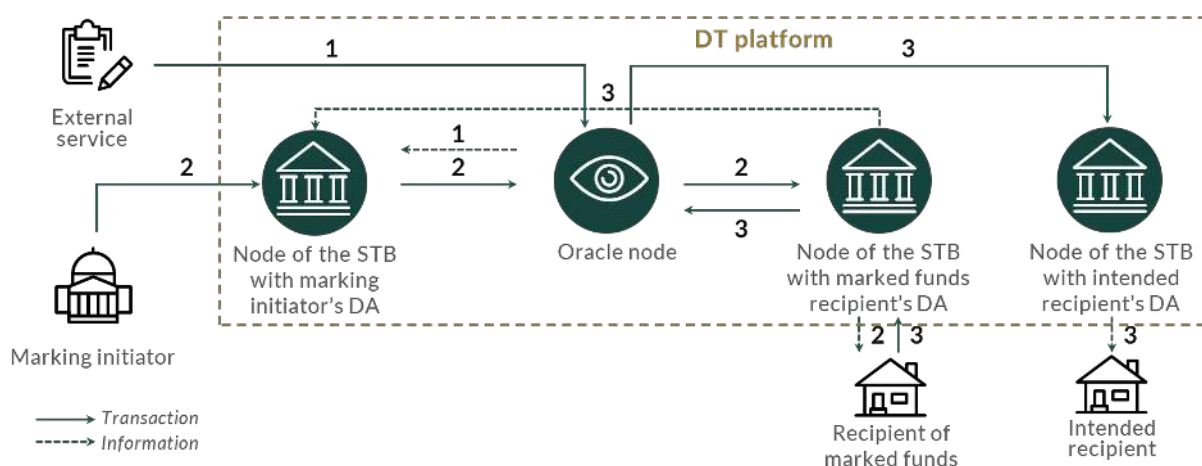 DT platform
1
3
3
External
service
1
2
2
2
3
Node of the STB
with marking
initiator's DA
Oracle node
Node of the STB
with marked funds
recipient's DA
Node of the STB
with intended
recipient's DA
Marking initiator
2
3
3
Transaction
Information
Recipient of
marked funds
Intended
recipient